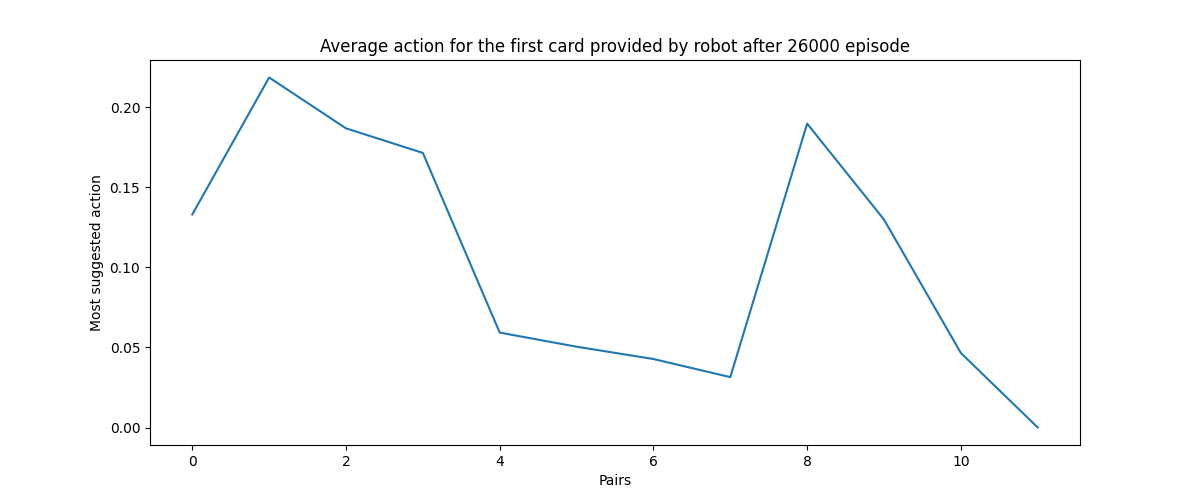 Average action for the first card provided by robot after 26000 episode
Most suggested action
0.20
0.15
0.10
0.05
0.00
0 2 4 6 8 10
Pairs